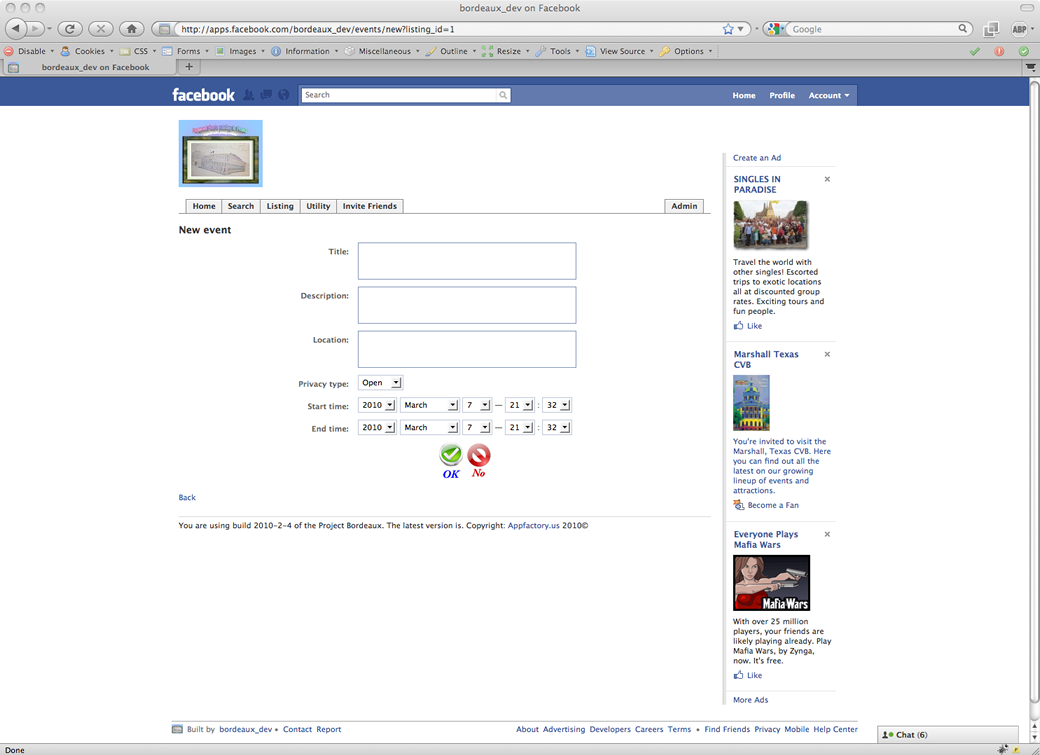 bordeaux_dev on Facebook
http://apps.facebook.com/bordeaux_dev/events/new?listing_id=1
Google
ABP
Disable Cookies CSS Forms Images Information Miscellaneous Outline Resize Tools View Source Options
bordeaux_dev on Facebook
facebook
Search
Home Profile Account
Home Search Listing Utility Invite Friends Admin
New event
Title:
Description:
Location:
Privacy type: Open
Start time: 2010 March 7 — 21 : 32
End time: 2010 March 7 — 21 : 32
OK No
Back
You are using build 2010-2-4 of the Project Bordeaux. The latest version is. Copyright: Appfactory.us 2010©
Create an Ad
SINGLES IN
PARADISE
Travel the world with
other singles! Escorted
trips to exotic locations
all at discounted group
rates. Exciting tours and
fun people.
Like
Marshall Texas
CVB
You're invited to visit the
Marshall, Texas CVB. Here
you can find out all the
latest on our growing
lineup of events and
attractions.
Become a Fan
Everyone Plays
Mafia Wars
Mafia Wars
With over 25 million
players, your friends are
likely playing already. Play
Mafia Wars, by Zynga,
now. It's free.
Like
More Ads
Built by bordeaux_dev • Contact Report
About Advertising Developers Careers Terms • Find Friends Privacy Mobile Help Center
Chat (6)
Done